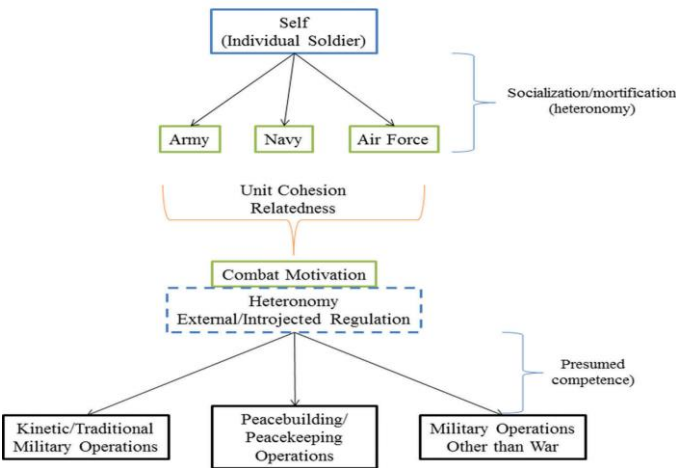 Self
(Individual Soldier)
Socialization/mortification
(heteronomy)
Army
Navy
Air Force
Unit Cohesion
Relatedness
Combat Motivation
Heteronomy
External/Introjected Regulation
Presumed
competence)
Kinetic/Traditional
Military Operations
Peacebuilding/
Peacekeeping
Operations
Military Operations
Other than War